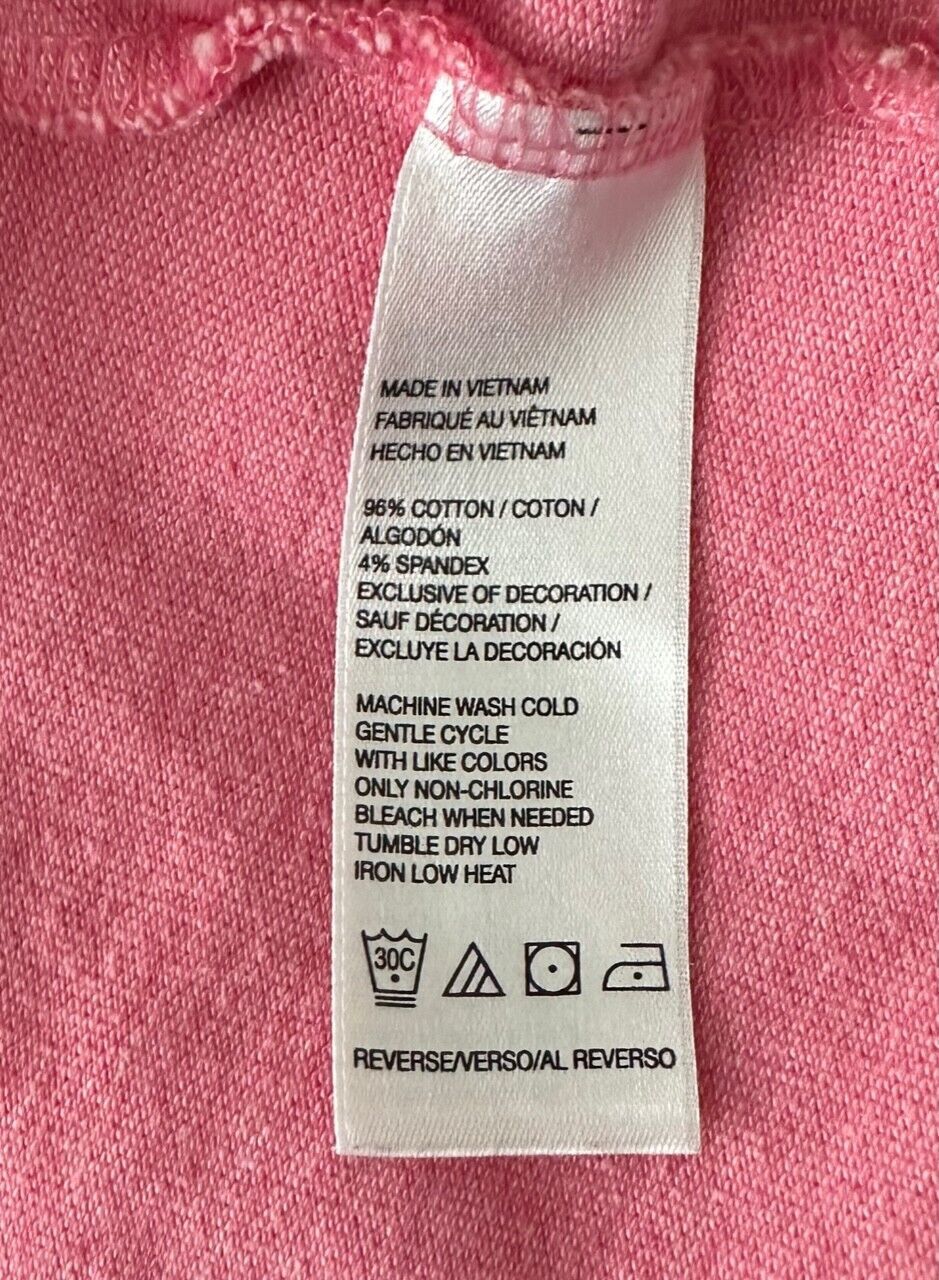 MADE IN VIETNAM
FABRIQUÉ AU VIÊTNAM
HECHO EN VIETNAM
96% COTTON / COTON /
ALGODÓN
4% SPANDEX
EXCLUSIVE OF DECORATION /
SAUF DÉCORATION /
EXCLUYE LA DECORACIÓN
MACHINE WASH COLD
GENTLE CYCLE
WITH LIKE COLORS
ONLY NON-CHLORINE
BLEACH WHEN NEEDED
TUMBLE DRY LOW
IRON LOW HEAT
30C
REVERSE/VERSO/AL REVERSO